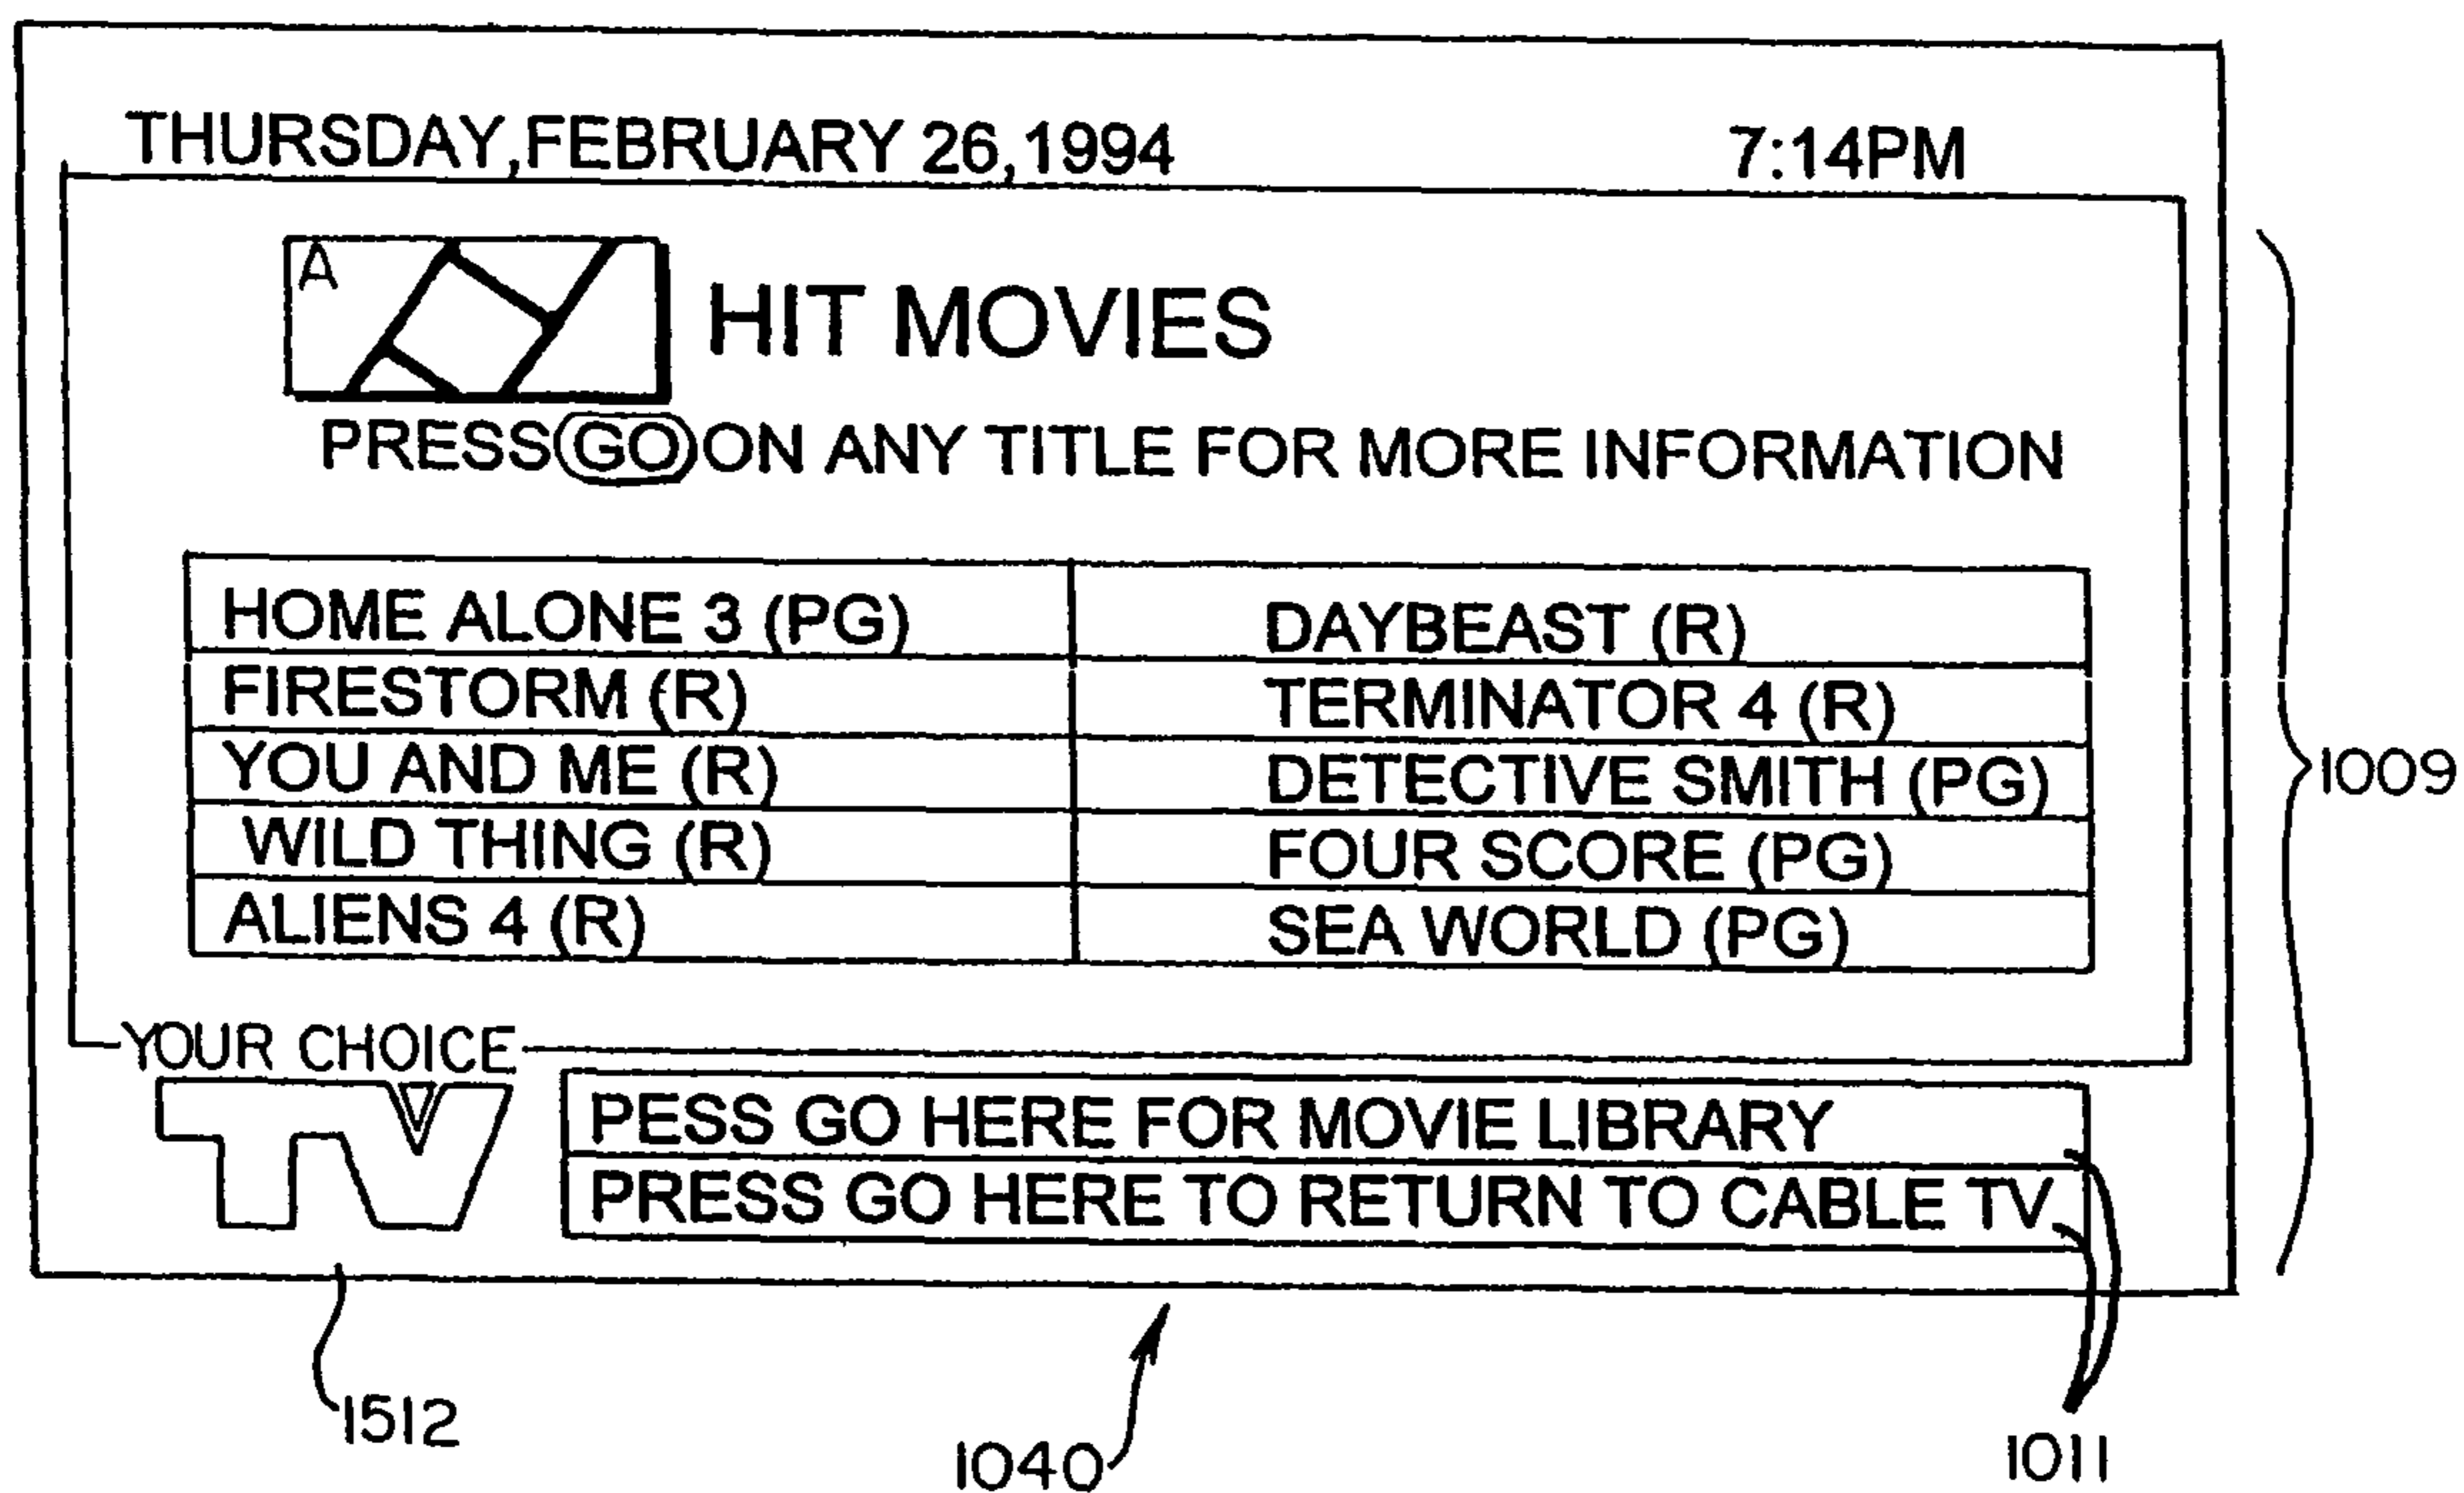 THURSDAY,FEBRUARY 26,1994 7:14PM
A
HIT MOVIES
PRESS GO ON ANY TITLE FOR MORE INFORMATION
HOME ALONE 3 (PG) DAYBEAST (R)
FIRESTORM (R) TERMINATOR 4 (R)
YOU AND ME (R) DETECTIVE SMITH (PG)
WILD THING (R) FOUR SCORE (PG)
ALIENS 4 (R) SEA WORLD (PG)
1009
YOUR CHOICE
TV
PESS GO HERE FOR MOVIE LIBRARY
PRESS GO HERE TO RETURN TO CABLE TV
1512
1040
1011